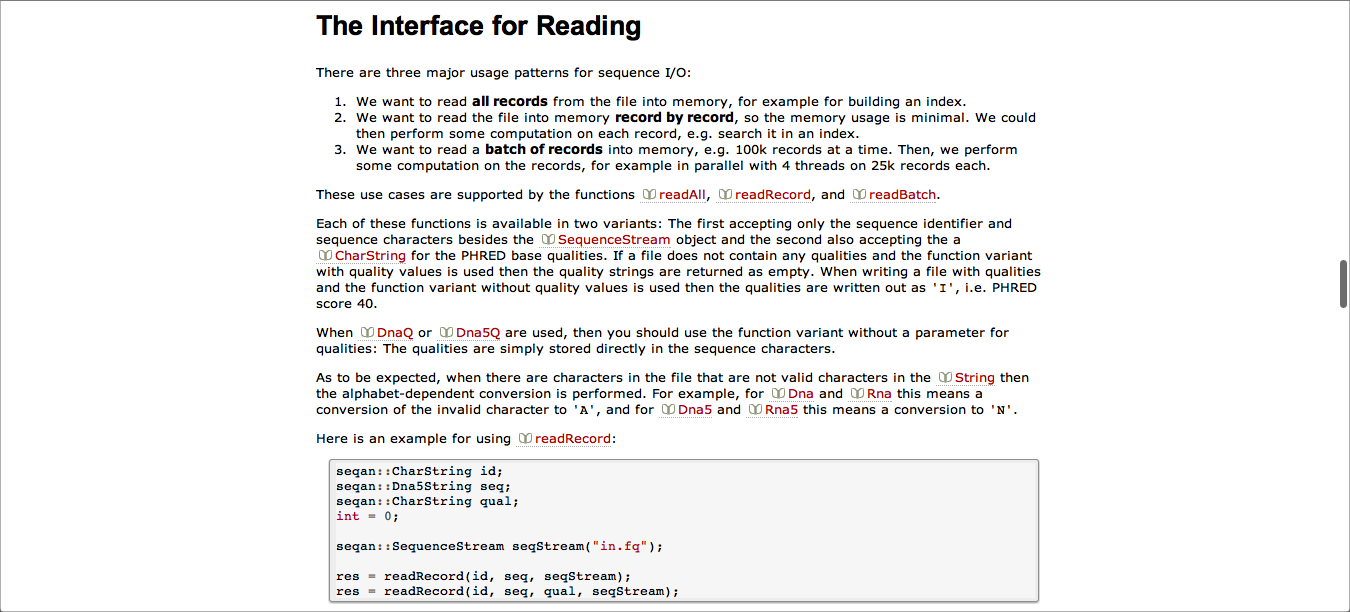 The Interface for Reading
There are three major usage patterns for sequence I/O:
1. We want to read all records from the file into memory, for example for building an index.
2. We want to read the file into memory record by record, so the memory usage is minimal. We could
then perform some computation on each record, e.g. search it in an index.
3. We want to read a batch of records into memory, e.g. 100k records at a time. Then, we perform
some computation on the records, for example in parallel with 4 threads on 25k records each.
These use cases are supported by the functions readAll, readRecord, and readBatch.
Each of these functions is available in two variants: The first accepting only the sequence identifier and
sequence characters besides the SequenceStream object and the second also accepting the a
CharString for the PHRED base qualities. If a file does not contain any qualities and the function variant
with quality values is used then the quality strings are returned as empty. When writing a file with qualities
and the function variant without quality values is used then the qualities are written out as 'I', i.e. PHRED
score 40.
When DnaQ or Dna5Q are used, then you should use the function variant without a parameter for
qualities: The qualities are simply stored directly in the sequence characters.
As to be expected, when there are characters in the file that are not valid characters in the String then
the alphabet-dependent conversion is performed. For example, for Dna and Rna this means a
conversion of the invalid character to 'A', and for Dna5 and Rna5 this means a conversion to 'N'.
Here is an example for using readRecord:
seqan::CharString id;
seqan::Dna5String seq;
seqan::CharString qual;
int = 0;
seqan::SequenceStream seqStream("in.fq");
res = readRecord(id, seq, seqStream);
res = readRecord(id, seq, qual, seqStream);